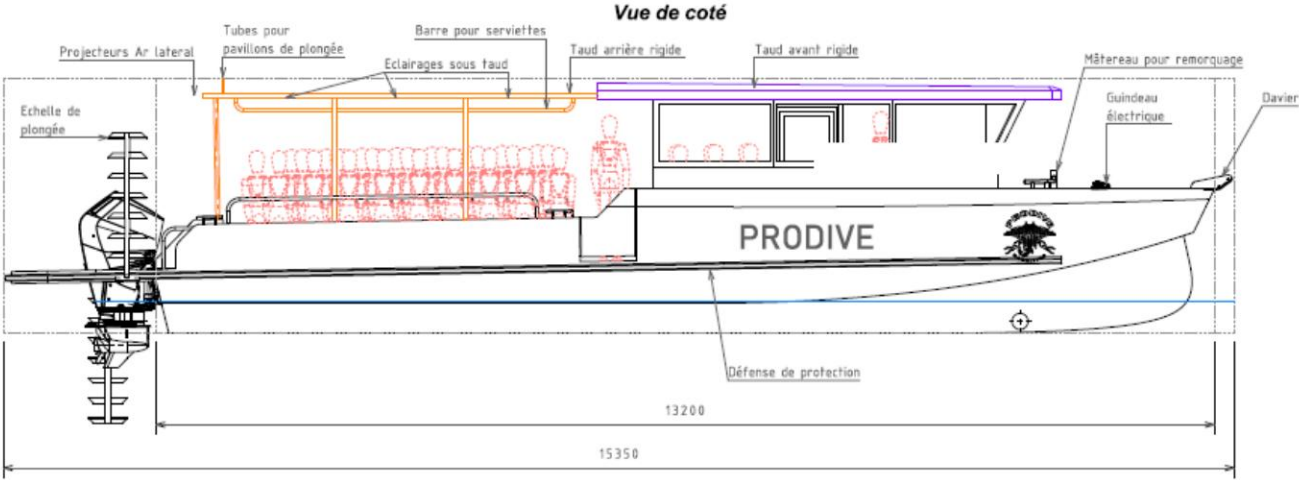 Vue de coté
Tubes pour
pavillons de plongée
Barre pour serviettes
Projecteurs Ar lateral
Eclairages sous taud
Taud arrière rigide
Taud avant rigide
Mâtereau pour remorquage
Echelle de
plongée
Guindeau
électrique
Davier
PRODIVE
PRODIVE
Défense de protection
13200
15350